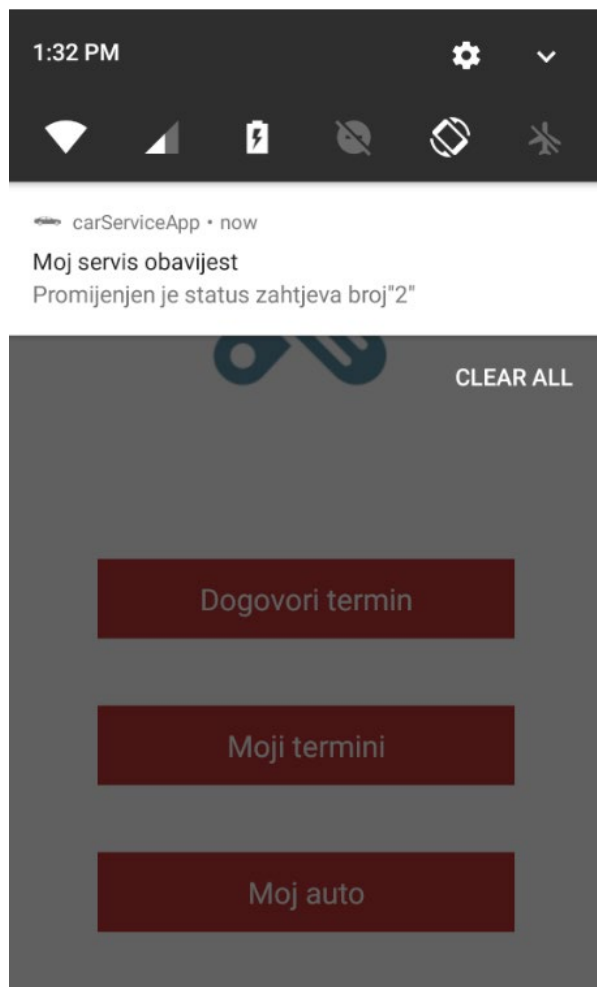 1:32 PM
carServiceApp • now
Moj servis obavijest
Promijenjen je status zahtjeva broj"2"
CLEAR ALL
Dogovori termin
Moji termini
Moj auto